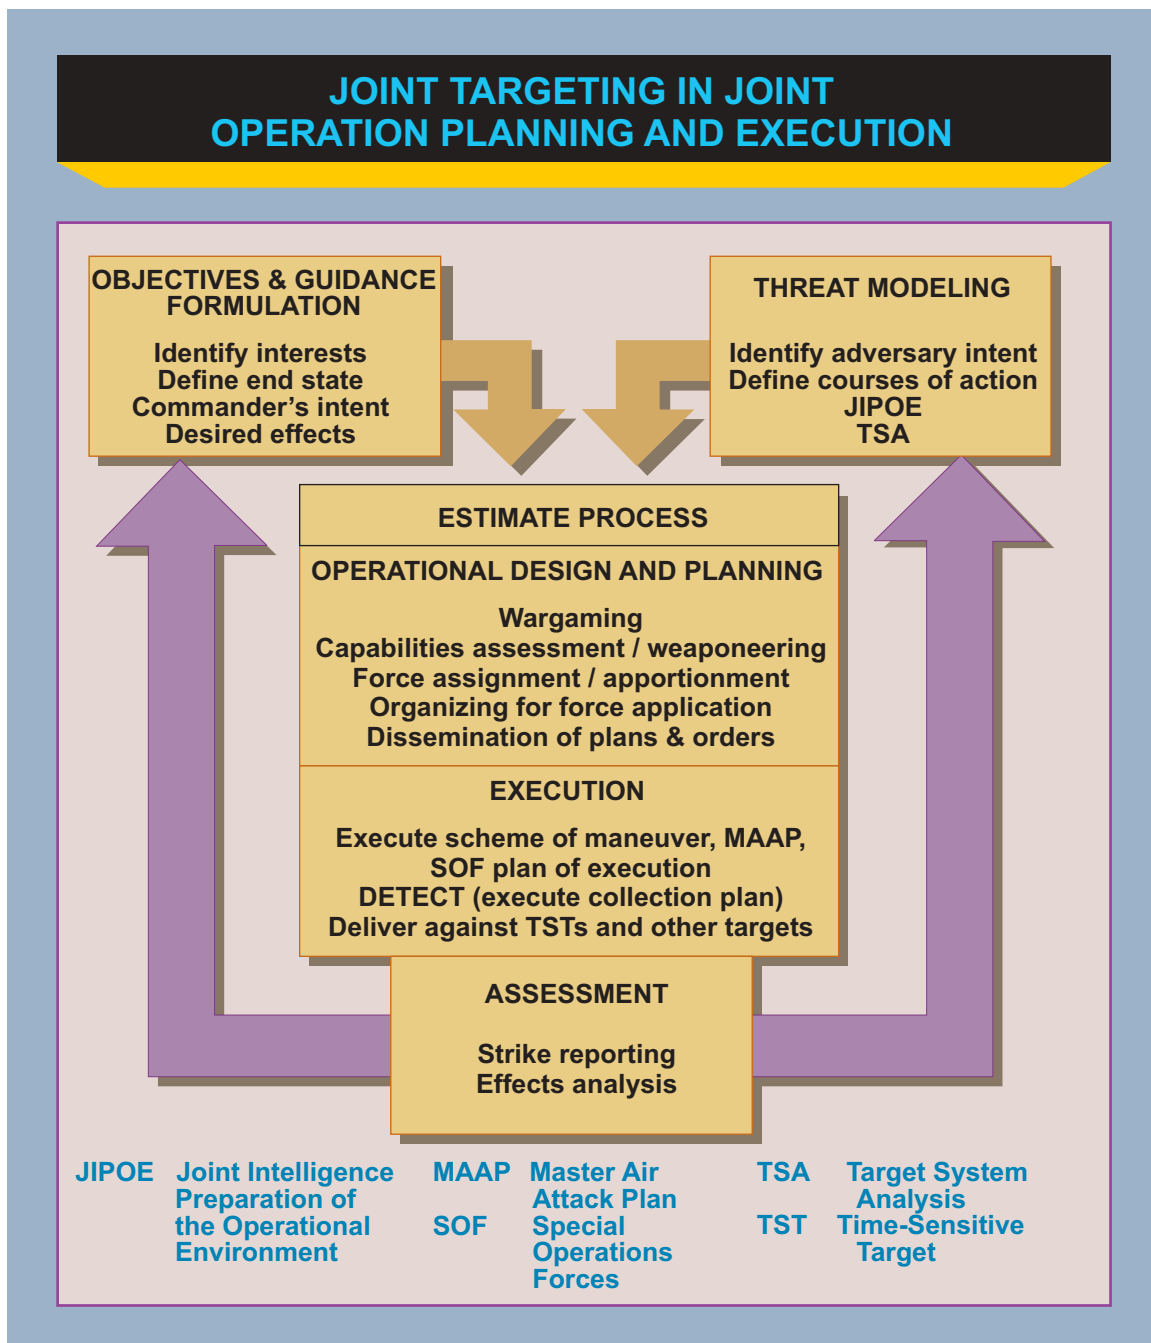 JOINT TARGETING IN JOINT
OPERATION PLANNING AND EXECUTION
OBJECTIVES & GUIDANCE
FORMULATION
Identify interests
Define end state
Commander’s intent
Desired effects
THREAT MODELING
Identify adversary intent
Define courses of action
JIPOE
TSA
ESTIMATE PROCESS
OPERATIONAL DESIGN AND PLANNING
Wargaming
Capabilities assessment / weaponeering
Force assignment / apportionment
Organizing for force application
Dissemination of plans & orders
EXECUTION
Execute scheme of maneuver, MAAP,
SOF plan of execution
DETECT (execute collection plan)
Deliver against TSTs and other targets
ASSESSMENT
Strike reporting
Effects analysis
JIPOE Joint Intelligence
Preparation of
the Operational
Environment
MAAP Master Air
Attack Plan
SOF Special
Operations
Forces
TSA Target System
Analysis
TST Time-Sensitive
Target